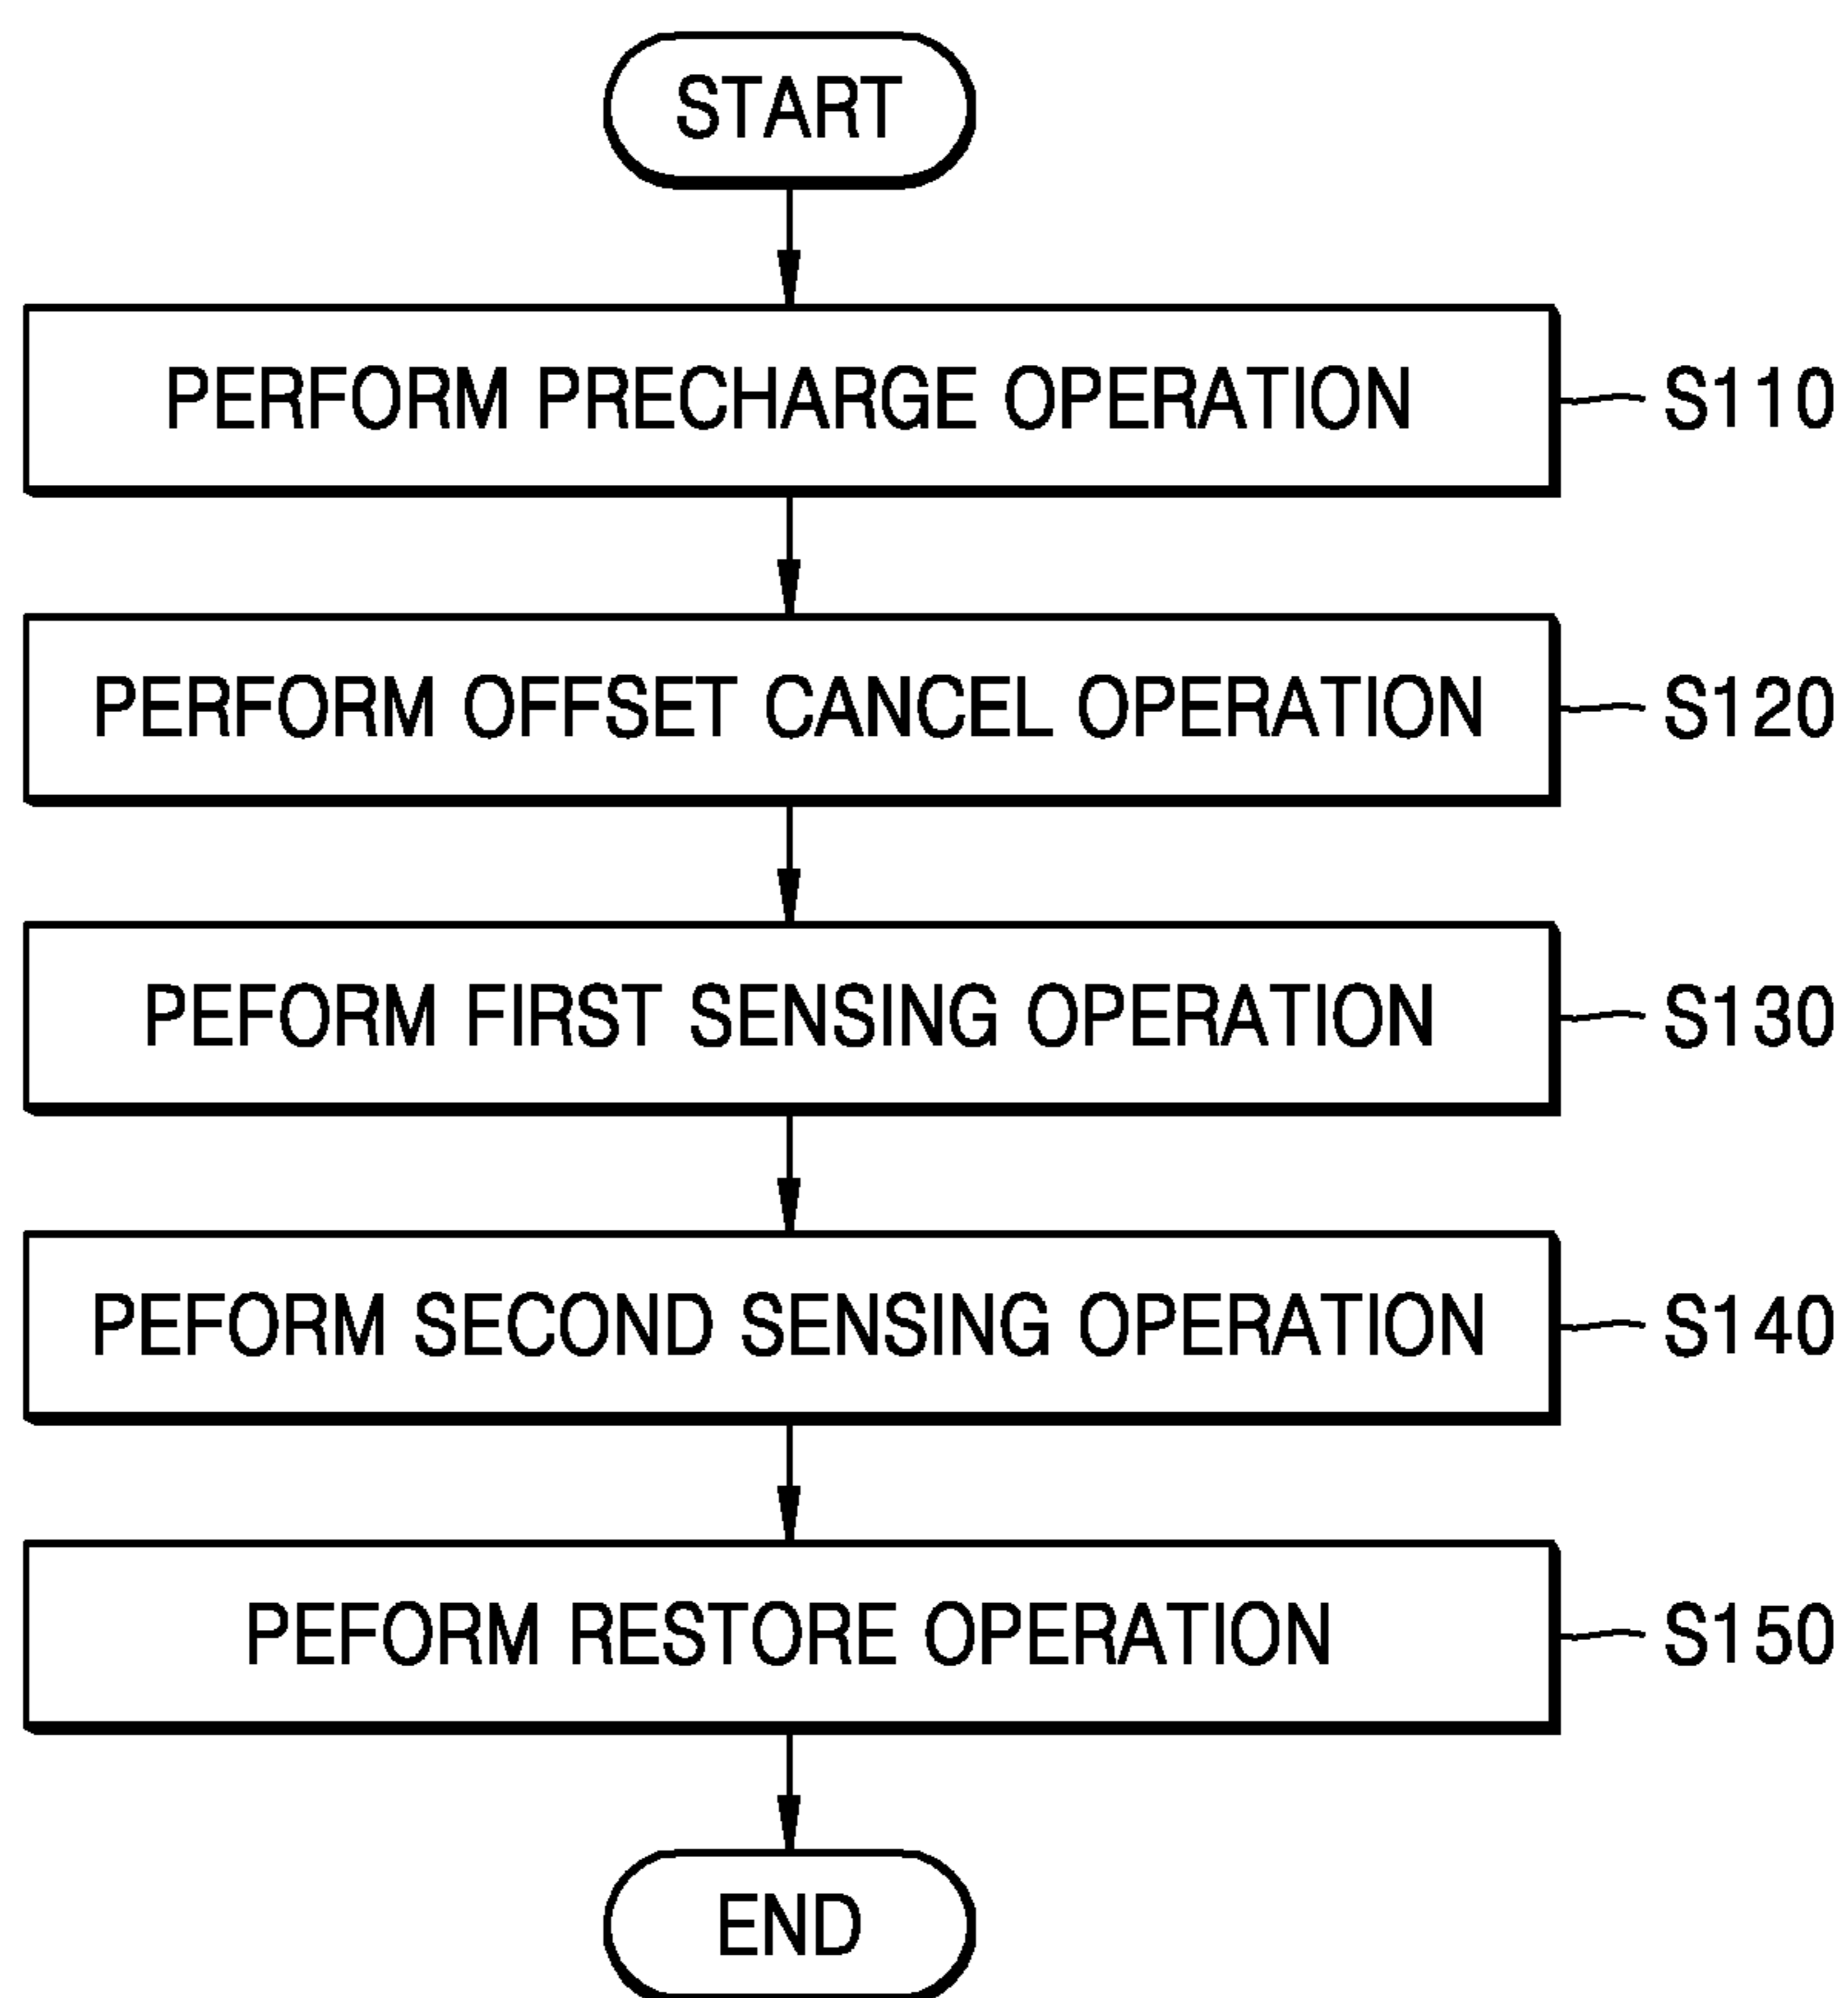 START
PERFORM PRECHARGE OPERATION S110
PERFORM OFFSET CANCEL OPERATION S120
PEFORM FIRST SENSING OPERATION S130
PEFORM SECOND SENSING OPERATION S140
PEFORM RESTORE OPERATION S150
END